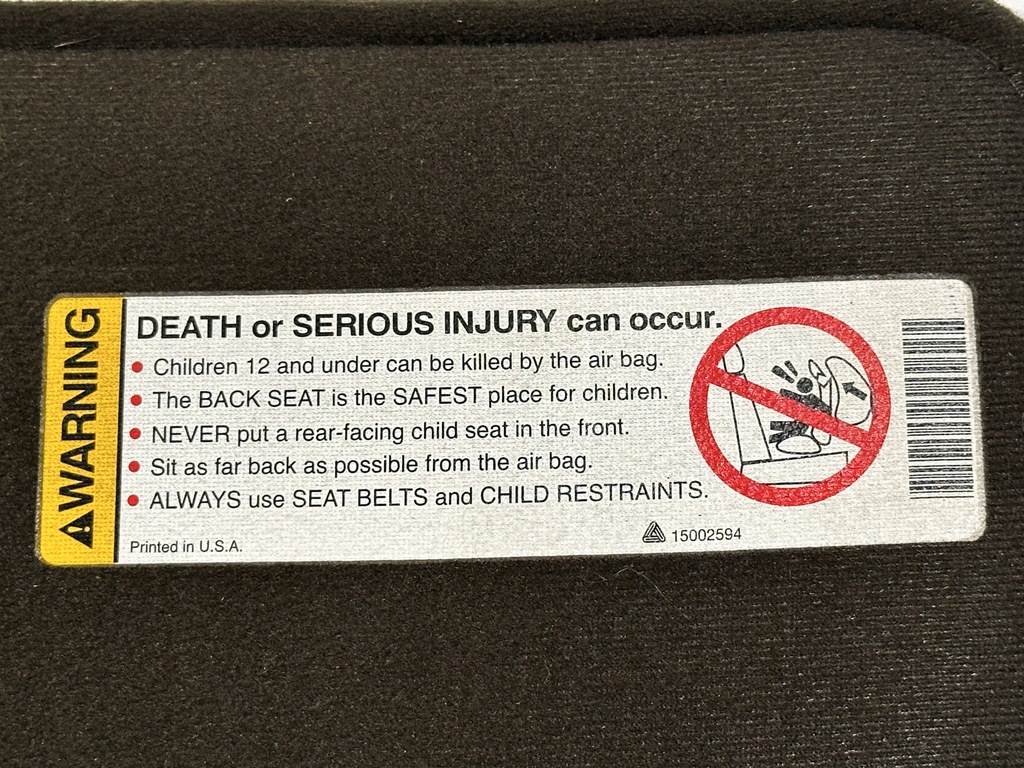 WARNING
DEATH or SERIOUS INJURY can occur.
• Children 12 and under can be killed by the air bag.
• The BACK SEAT is the SAFEST place for children.
• NEVER put a rear-facing child seat in the front.
• Sit as far back as possible from the air bag.
• ALWAYS use SEAT BELTS and CHILD RESTRAINTS.
Printed in U.S.A.
15002594